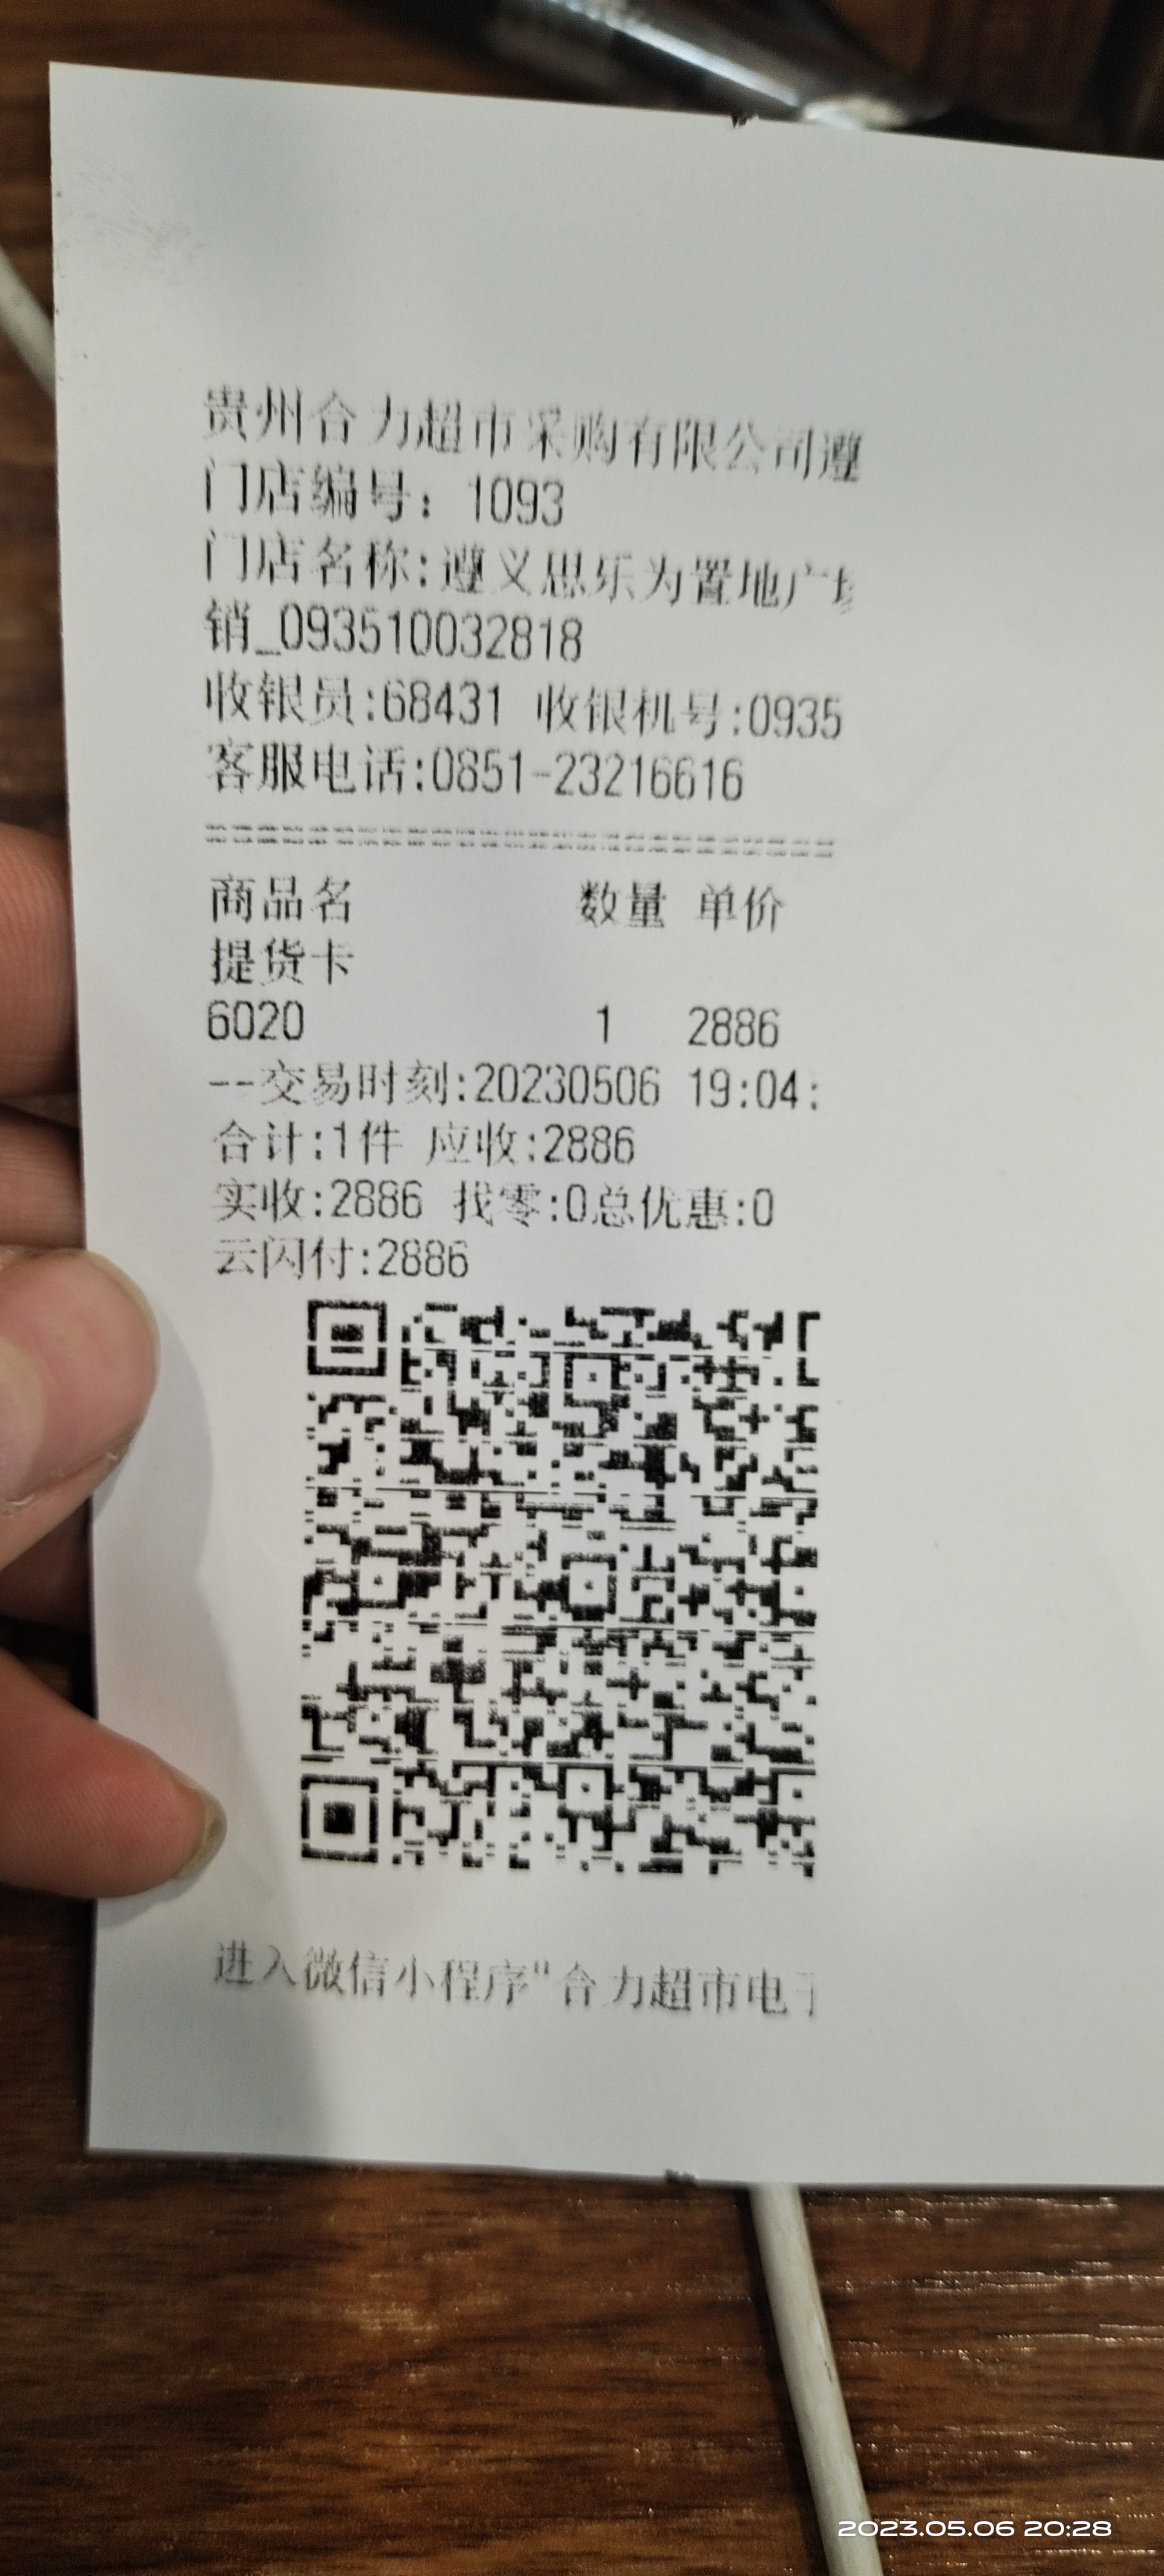 贵州合力超市采购有限公司遵
门店编号：1093
门店名称:遵义思乐为置地广场
销_093510032818
收银员:68431 收银机号:0935
客服电话:0851-23216616
商品名 数量 单价
提货卡
6020 1 2886
--交易时刻:20230506 19:04:
合计:1件 应收:2886
实收:2886 找零:0总优惠:0
云闪付:2886
进入微信小程序"合力超市电子
2023.05.06 20:28